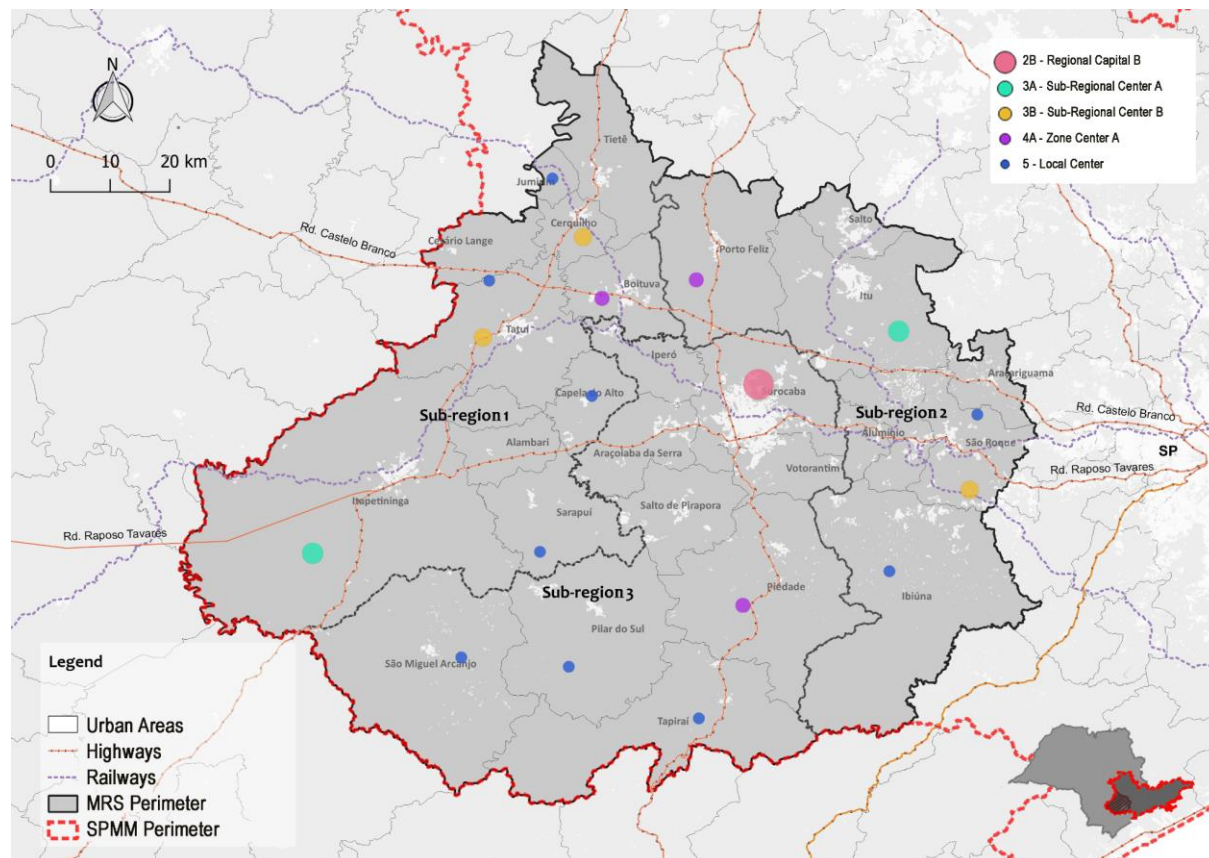 N
0 10 20 km
2B - Regional Capital B
3A - Sub-Regional Center A
3B - Sub-Regional Center B
4A - Zone Center A
5 - Local Center
Tietê
Jumirim
Cerquilho
Salto
Cesário Lange
Porto Feliz
Rd. Castelo Branco
Boituva
Itu
Tatuí
Iperó
Araçariguama
Capela do Alto
Sorocaba
Sub-region 1
Sub-region 2
Rd. Castelo Branco
Alumínio
São Roque
Alambari
Araçoiaba da Serra
SP
Votorantim
Rd. Raposo Tavares
Itapetininga
Sarapuí
Salto de Pirapora
Rd. Raposo Tavares
Sub-region 3
Piedade
Ibiúna
Pilar do Sul
São Miguel Arcanjo
Tapiraí
Legend
Urban Areas
Highways
Railways
MRS Perimeter
SPMM Perimeter